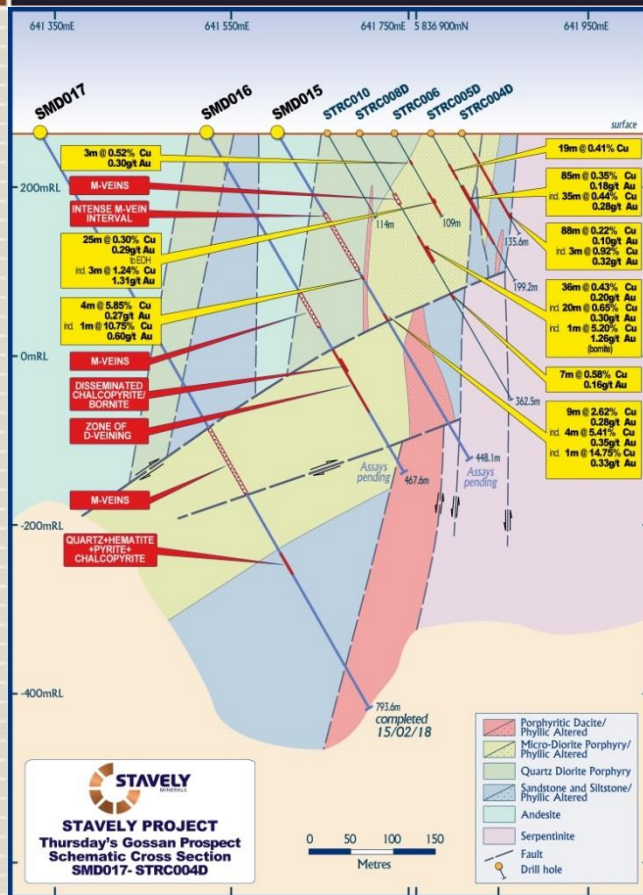 641 350mE
641 550mE
641 750mE
5 836 900mN
641 950mE
SMD017
SMD016
SMD015
STRC010
STRC008D
STRC006
STRC005D
STRC004D
surface
3m @ 0.52% Cu
0.30g/t Au
M-VEINS
INTENSE M-VEIN
INTERVAL
25m @ 0.30% Cu
0.29g/t Au
to EOH
incl. 3m @ 1.24% Cu
1.31g/t Au
4m @ 5.85% Cu
0.27g/t Au
incl. 1m @ 10.75% Cu
0.60g/t Au
M-VEINS
DISSEMINATED
CHALCOPYRITE/
BORNITE
ZONE OF
D-VEINING
M-VEINS
QUARTZ+HEMATITE
+PYRITE+
CHALCOPYRITE
19m @ 0.41% Cu
85m @ 0.35% Cu
0.18g/t Au
incl. 35m @ 0.44% Cu
0.28g/t Au
88m @ 0.22% Cu
0.10g/t Au
incl. 3m @ 0.92% Cu
0.32g/t Au
36m @ 0.43% Cu
0.20g/t Au
incl. 20m @ 0.65% Cu
0.30g/t Au
incl. 1m @ 5.20% Cu
1.26g/t Au
(bornite)
7m @ 0.58% Cu
0.16g/t Au
9m @ 2.62% Cu
0.28g/t Au
incl. 4m @ 5.41% Cu
0.35g/t Au
incl. 1m @ 14.75% Cu
0.33g/t Au
200mRL
0mRL
-200mRL
-400mRL
114m
109m
135.6m
199.2m
362.5m
448.1m
Assays
pending
467.6m
Assays
pending
793.6m
completed
15/02/18
STAVELY
MINERALS
STAVELY PROJECT
Thursday's Gossan Prospect
Schematic Cross Section
SMD017- STRC004D
0 50 100 150
Metres
Porphyritic Dacite/
Phyllic Altered
Micro-Diorite Porphyry/
Phyllic Altered
Quartz Diorite Porphyry
Sandstone and Siltstone/
Phyllic Altered
Andesite
Serpentinite
Fault
Drill hole